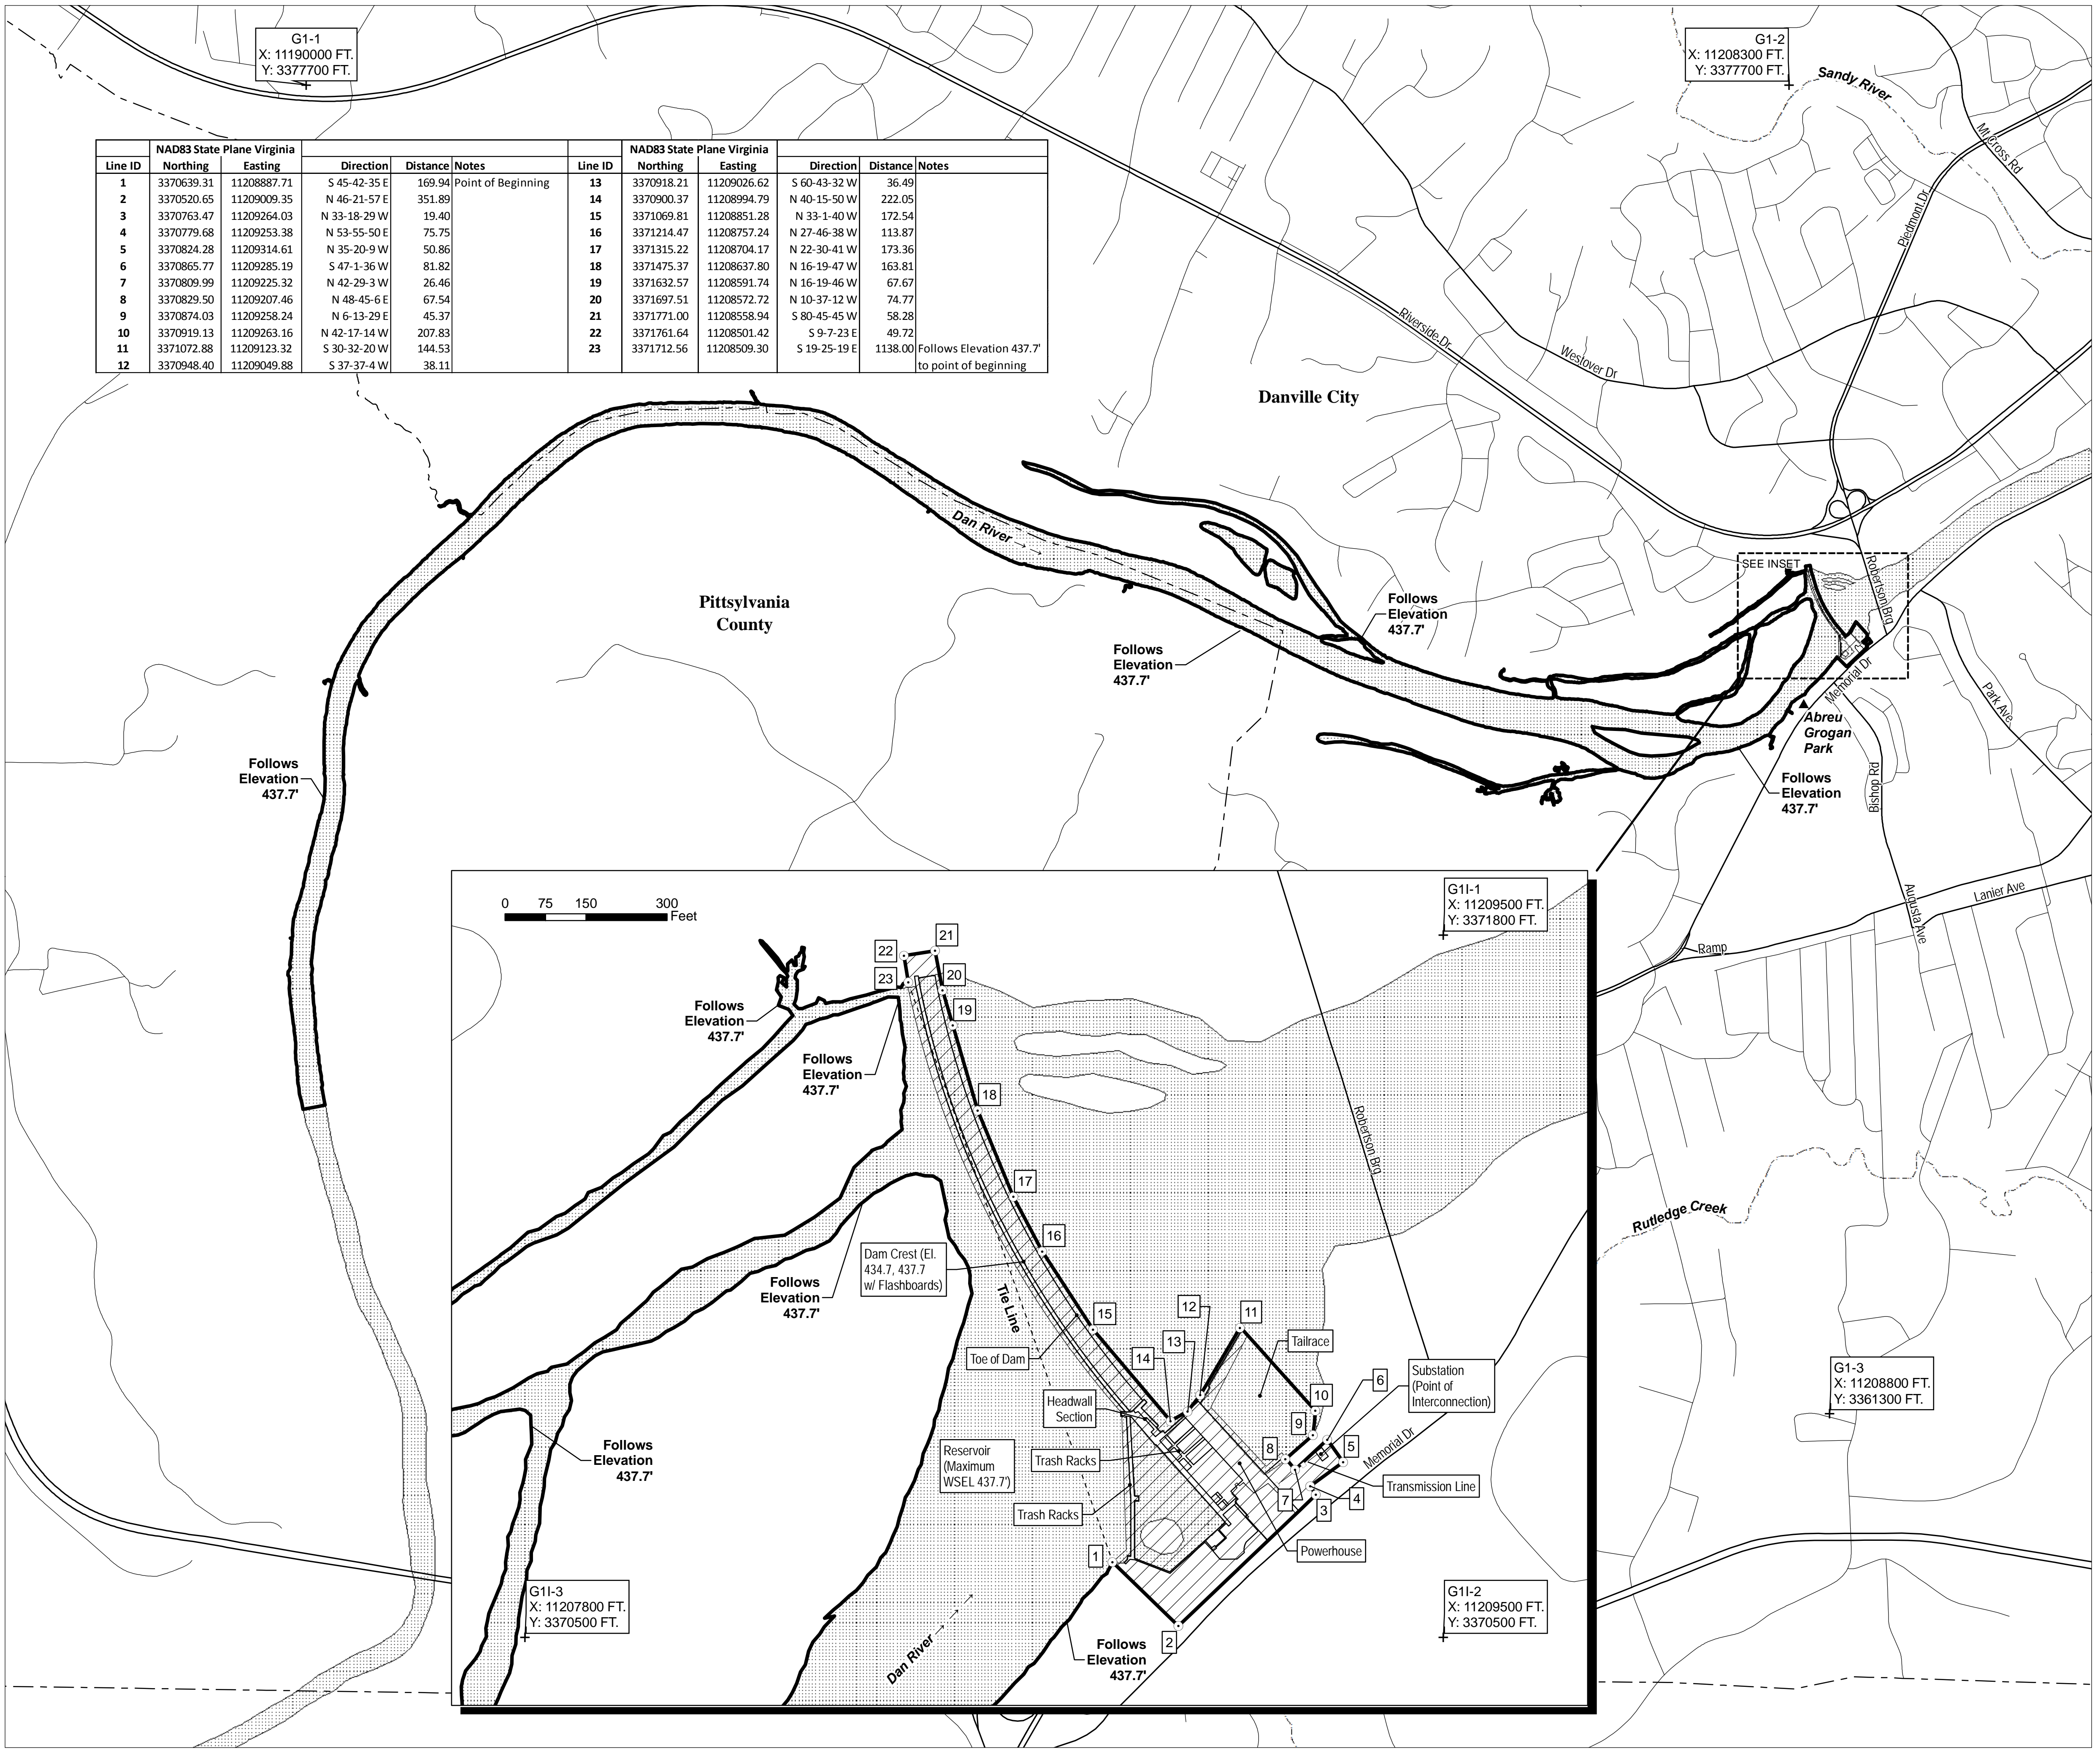 G1-1
X: 11190000 FT.
Y: 3377700 FT.
G1-2
X: 11208300 FT.
Y: 3377700 FT.
Sandy River
Mt Cross Rd
Piedmont Dr
NAD83 State Plane Virginia NAD83 State Plane Virginia
Line ID Northing Easting Direction Distance Notes Line ID Northing Easting Direction Distance Notes
1 3370639.31 11208887.71 S 45-42-35 E 169.94 Point of Beginning 13 3370918.21 11209026.62 S 60-43-32 W 36.49
2 3370520.65 11209009.35 N 46-21-57 E 351.89 14 3370900.37 11208994.79 N 40-15-50 W 222.05
3 3370763.47 11209264.03 N 33-18-29 W 19.40 15 3371069.81 11208851.28 N 33-1-40 W 172.54
4 3370779.68 11209253.38 N 53-55-50 E 75.75 16 3371214.47 11208757.24 N 27-46-38 W 113.87
5 3370824.28 11209314.61 N 35-20-9 W 50.86 17 3371315.22 11208704.17 N 22-30-41 W 173.36
6 3370865.77 11209285.19 S 47-1-36 W 81.82 18 3371475.37 11208637.80 N 16-19-47 W 163.81
7 3370809.99 11209225.32 N 42-29-3 W 26.46 19 3371632.57 11208591.74 N 16-19-46 W 67.67
8 3370829.50 11209207.46 N 48-45-6 E 67.54 20 3371697.51 11208572.72 N 10-37-12 W 74.77
9 3370874.03 11209258.24 N 6-13-29 E 45.37 21 3371771.00 11208558.94 S 80-45-45 W 58.28
10 3370919.13 11209263.16 N 42-17-14 W 207.83 22 3371761.64 11208501.42 S 9-7-23 E 49.72
11 3371072.88 11209123.32 S 30-32-20 W 144.53 23 3371712.56 11208509.30 S 19-25-19 E 1138.00 Follows Elevation 437.7'
12 3370948.40 11209049.88 S 37-37-4 W 38.11 to point of beginning
Riverside Dr
Westover Dr
Danville City
Dan River
SEE INSET
Robertson Brg
Pittsylvania
County
Follows
Elevation
437.7'
Follows
Elevation
437.7'
Memorial Dr
Park Ave
Abreu
Grogan
Park
Follows
Elevation
437.7'
Follows
Elevation
437.7'
Bishop Rd
Augusta Ave
Lanier Ave
Ramp
Rutledge Creek
G1-3
X: 11208800 FT.
Y: 3361300 FT.
0 75 150 300
Feet
G1I-1
X: 11209500 FT.
Y: 3371800 FT.
21
22
23
20
19
18
17
16
15
Follows
Elevation
437.7'
Follows
Elevation
437.7'
Robertson Brg
Dam Crest (El.
434.7, 437.7
w/ Flashboards)
Follows
Elevation
437.7'
Tie Line
Toe of Dam
12
11
13
14
Tailrace
Substation
(Point of
Interconnection)
6
Headwall
Section
10
9
8
5
Memorial Dr
Reservoir
(Maximum
WSEL 437.7')
Trash Racks
Follows
Elevation
437.7'
Transmission Line
7
4
3
Trash Racks
Powerhouse
1
2
G1I-3
X: 11207800 FT.
Y: 3370500 FT.
G1I-2
X: 11209500 FT.
Y: 3370500 FT.
Dan River
Follows
Elevation
437.7'